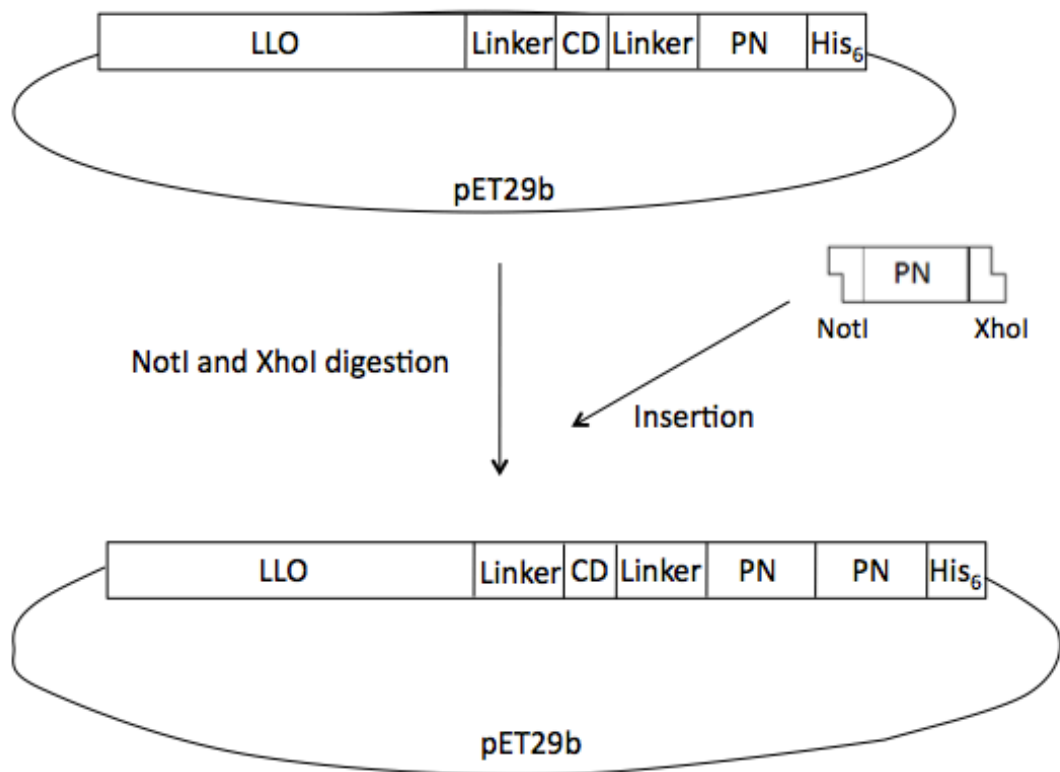 LLO Linker CD Linker PN His₆
pET29b
PN
NotI XhoI
NotI and XhoI digestion
Insertion
LLO Linker CD Linker PN PN His₆
pET29b